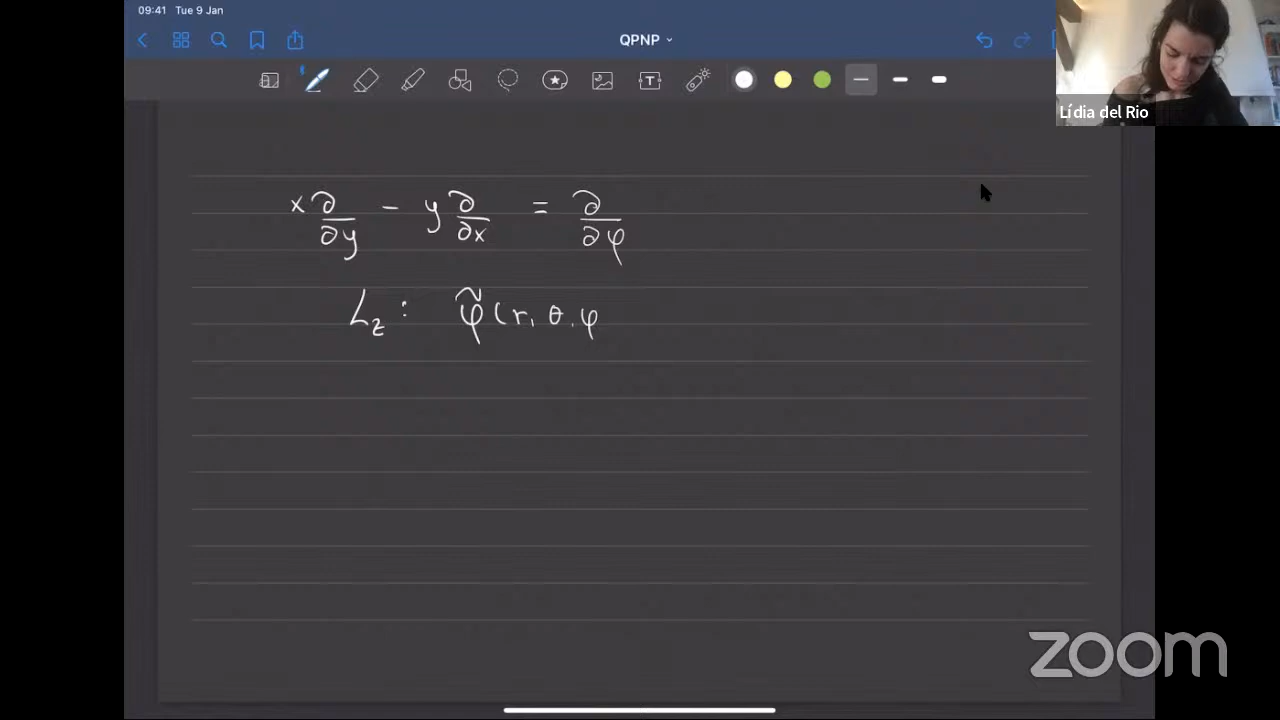 09:41 Tue 9 Jan
QPNP
T
Lídia del Rio
x ∂/∂y - y ∂/∂x = ∂/∂φ
L_z : φ̃(r, θ, φ
zoom